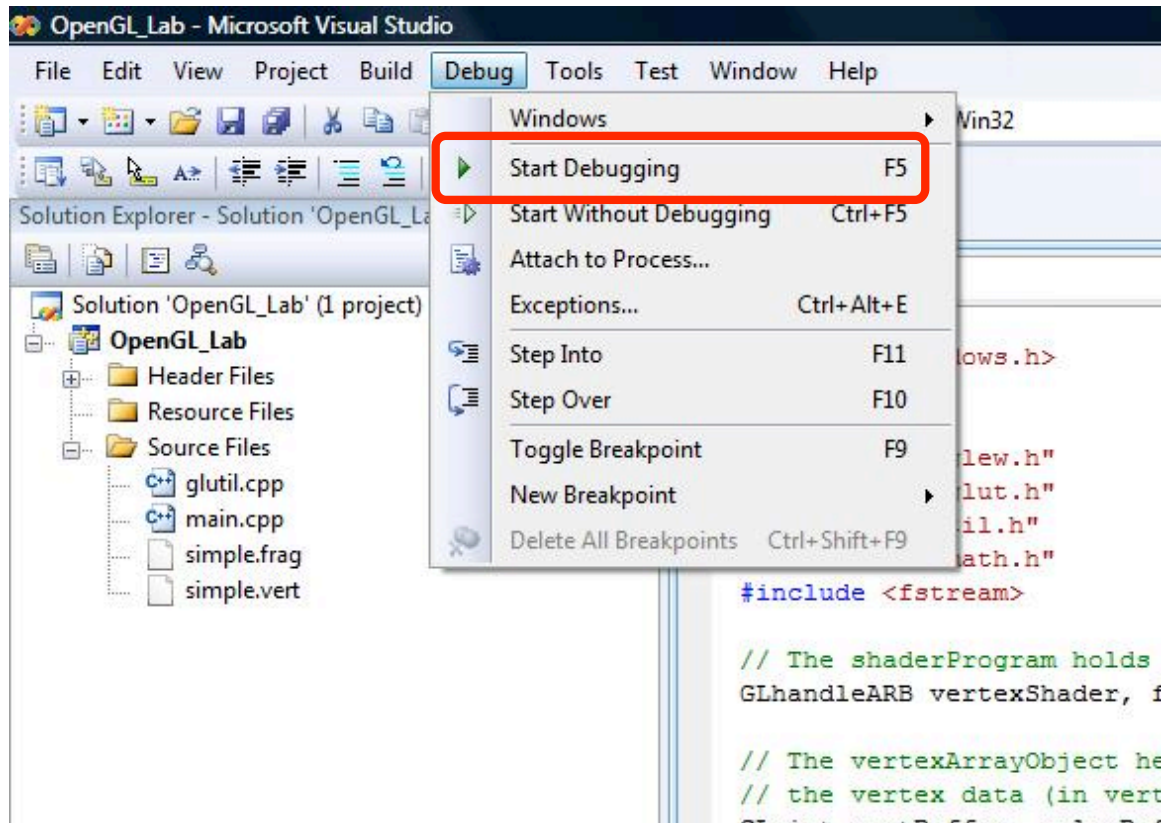 OpenGL_Lab - Microsoft Visual Studio
File Edit View Project Build Debug Tools Test Window Help
Windows
Win32
Start Debugging F5
Solution Explorer - Solution 'OpenGL_La
Start Without Debugging Ctrl+F5
Attach to Process...
Solution 'OpenGL_Lab' (1 project)
Exceptions... Ctrl+Alt+E
OpenGL_Lab
Step Into F11
ows.h>
Header Files
Step Over F10
Resource Files
Source Files
Toggle Breakpoint F9
lew.h"
glutil.cpp
New Breakpoint
lut.h"
main.cpp
il.h"
Delete All Breakpoints Ctrl+Shift+F9
simple.frag
ath.h"
simple.vert
#include <fstream>
// The shaderProgram holds
GLhandleARB vertexShader, f
// The vertexArrayObject he
// the vertex data (in vert